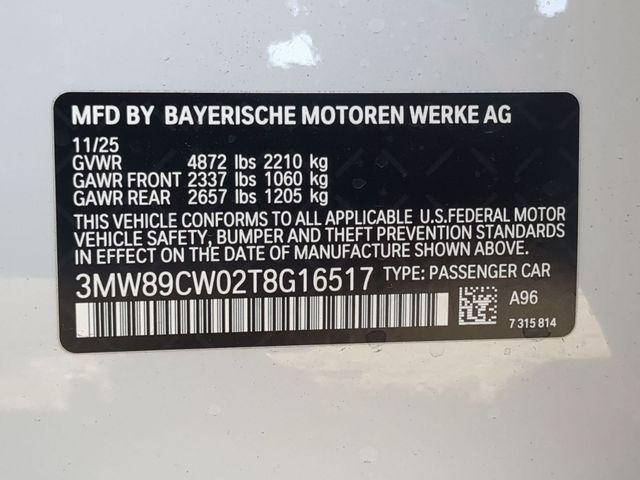 MFD BY BAYERISCHE MOTOREN WERKE AG
11/25
GVWR 4872 lbs 2210 kg
GAWR FRONT 2337 lbs 1060 kg
GAWR REAR 2657 lbs 1205 kg
THIS VEHICLE CONFORMS TO ALL APPLICABLE U.S.FEDERAL MOTOR
VEHICLE SAFETY, BUMPER AND THEFT PREVENTION STANDARDS
IN EFFECT ON THE DATE OF MANUFACTURE SHOWN ABOVE.
3MW89CW02T8G16517 TYPE: PASSENGER CAR
A96
7 315 814